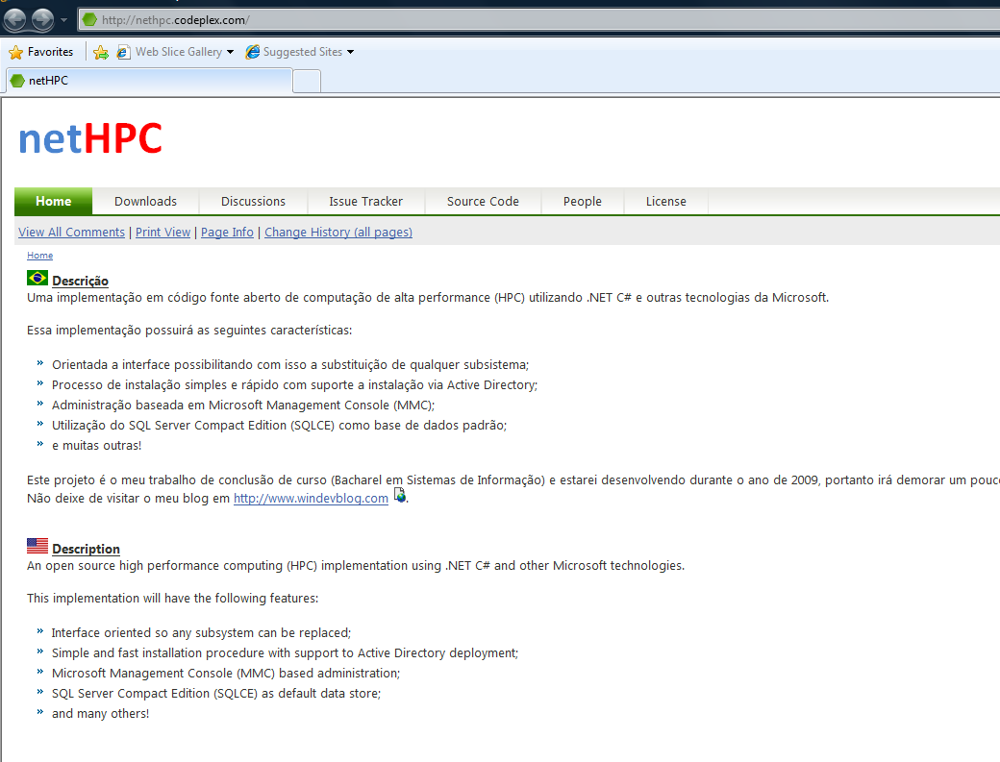 http://nethpc.codeplex.com/
Favorites Web Slice Gallery Suggested Sites
netHPC
netHPC
Home Downloads Discussions Issue Tracker Source Code People License
View All Comments | Print View | Page Info | Change History (all pages)
Home
Descrição
Uma implementação em código fonte aberto de computação de alta performance (HPC) utilizando .NET C# e outras tecnologias da Microsoft.
Essa implementação possuirá as seguintes características:
» Orientada a interface possibilitando com isso a substituição de qualquer subsistema;
» Processo de instalação simples e rápido com suporte a instalação via Active Directory;
» Administração baseada em Microsoft Management Console (MMC);
» Utilização do SQL Server Compact Edition (SQLCE) como base de dados padrão;
» e muitas outras!
Este projeto é o meu trabalho de conclusão de curso (Bacharel em Sistemas de Informação) e estarei desenvolvendo durante o ano de 2009, portanto irá demorar um pouc
Não deixe de visitar o meu blog em http://www.windevblog.com.
Description
An open source high performance computing (HPC) implementation using .NET C# and other Microsoft technologies.
This implementation will have the following features:
» Interface oriented so any subsystem can be replaced;
» Simple and fast installation procedure with support to Active Directory deployment;
» Microsoft Management Console (MMC) based administration;
» SQL Server Compact Edition (SQLCE) as default data store;
» and many others!